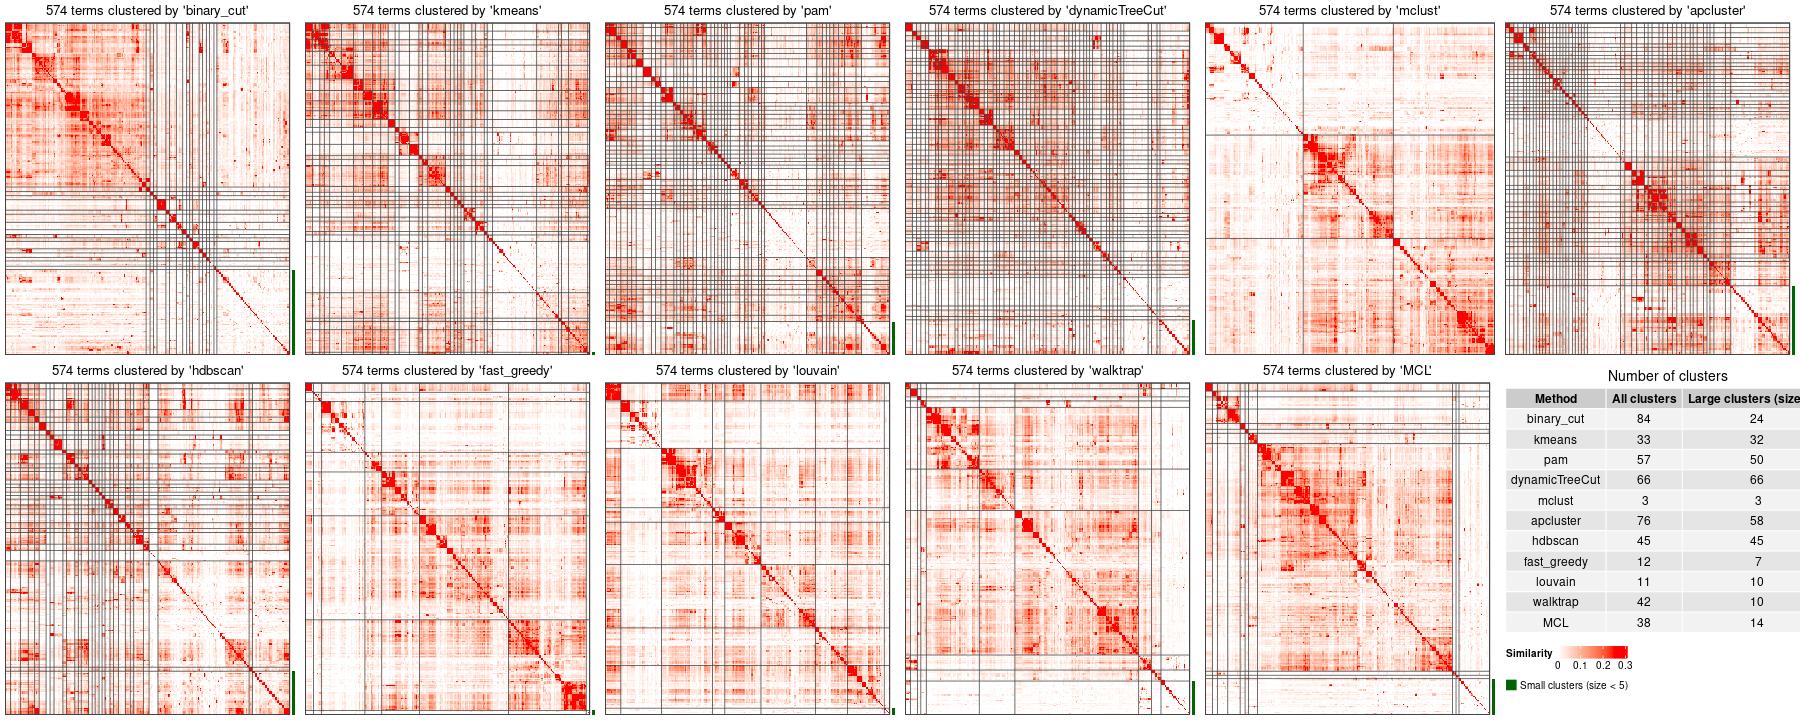 574 terms clustered by 'binary_cut'
574 terms clustered by 'kmeans'
574 terms clustered by 'pam'
574 terms clustered by 'dynamicTreeCut'
574 terms clustered by 'mclust'
574 terms clustered by 'apcluster'
574 terms clustered by 'hdbscan'
574 terms clustered by 'fast_greedy'
574 terms clustered by 'louvain'
574 terms clustered by 'walktrap'
574 terms clustered by 'MCL'
Number of clusters
Method All clusters Large clusters (size
binary_cut 84 24
kmeans 33 32
pam 57 50
dynamicTreeCut 66 66
mclust 3 3
apcluster 76 58
hdbscan 45 45
fast_greedy 12 7
louvain 11 10
walktrap 42 10
MCL 38 14
Similarity
0 0.1 0.2 0.3
Small clusters (size < 5)